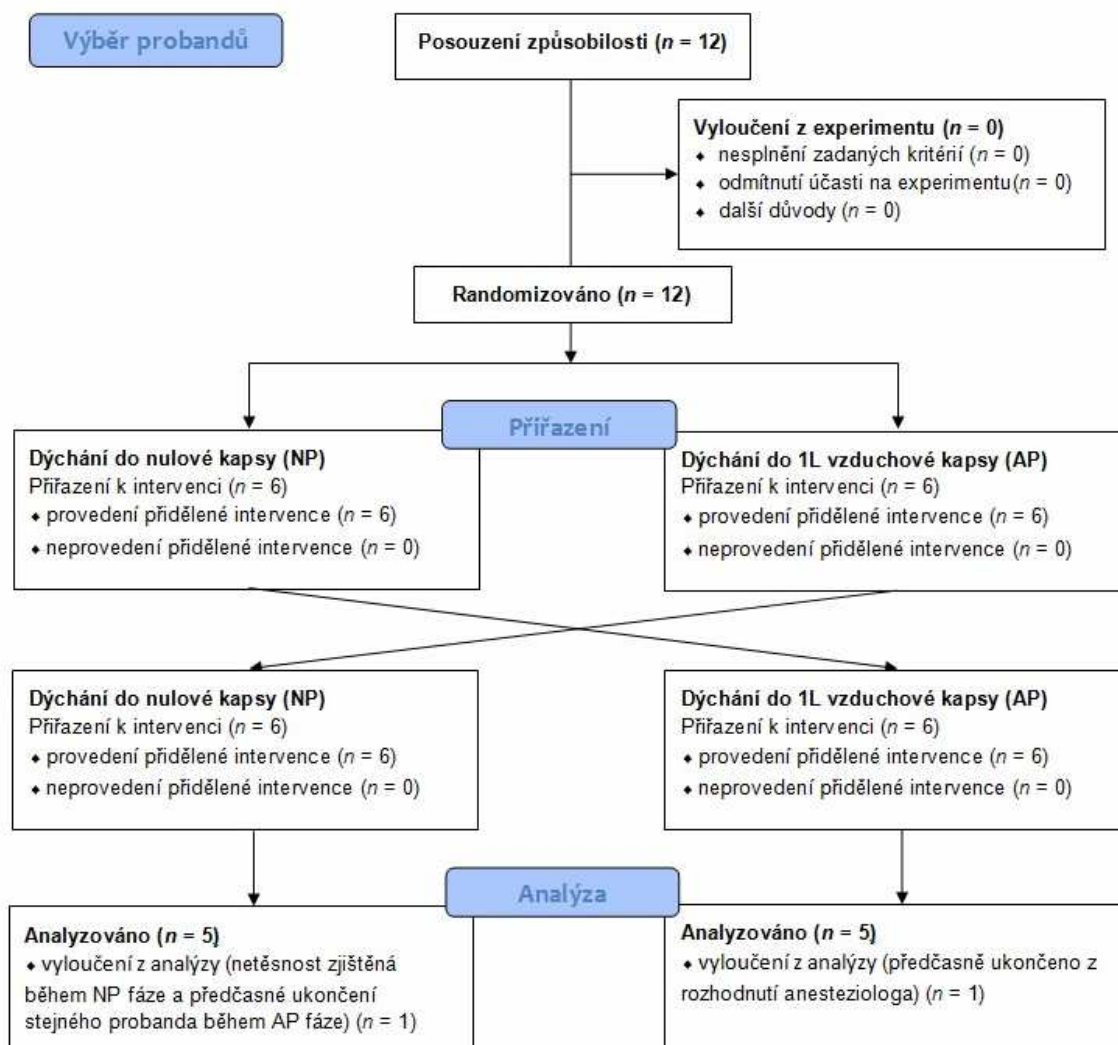 Výběr probandů
Posouzení způsobilosti (n = 12)
Vyloučení z experimentu (n = 0)
⬥ nesplnění zadaných kritérií (n = 0)
⬥ odmítnutí účasti na experimentu(n = 0)
⬥ další důvody (n = 0)
Randomizováno (n = 12)
Přiřazení
Dýchání do nulové kapsy (NP)
Přiřazení k intervenci (n = 6)
⬥ provedení přidělené intervence (n = 6)
⬥ neprovedení přidělené intervence (n = 0)
Dýchání do 1L vzduchové kapsy (AP)
Přiřazení k intervenci (n = 6)
⬥ provedení přidělené intervence (n = 6)
⬥ neprovedení přidělené intervence (n = 0)
Dýchání do nulové kapsy (NP)
Přiřazení k intervenci (n = 6)
⬥ provedení přidělené intervence (n = 6)
⬥ neprovedení přidělené intervence (n = 0)
Dýchání do 1L vzduchové kapsy (AP)
Přiřazení k intervenci (n = 6)
⬥ provedení přidělené intervence (n = 6)
⬥ neprovedení přidělené intervence (n = 0)
Analýza
Analyzováno (n = 5)
⬥ vyloučení z analýzy (netěsnost zjištěná
během NP fáze a předčasné ukončení
stejného probanda během AP fáze) (n = 1)
Analyzováno (n = 5)
⬥ vyloučení z analýzy (předčasně ukončeno z
rozhodnutí anesteziologa) (n = 1)